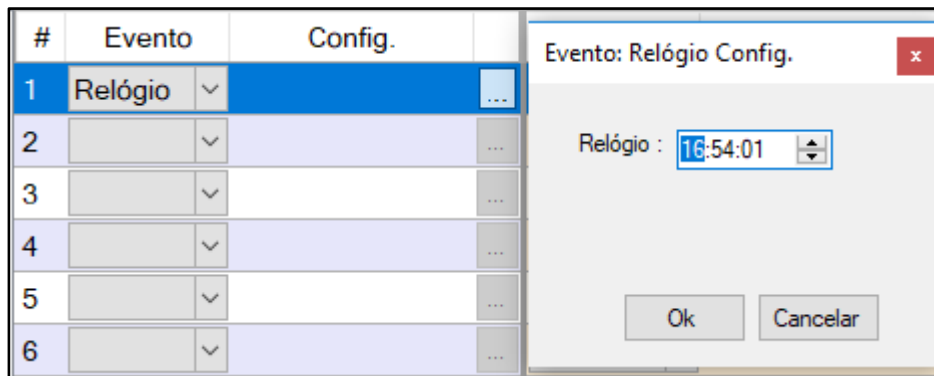 # Evento Config.
1 Relógio ...
2 ...
3 ...
4 ...
5 ...
6 ...
Evento: Relógio Config. x
Relógio : 16:54:01
Ok Cancelar